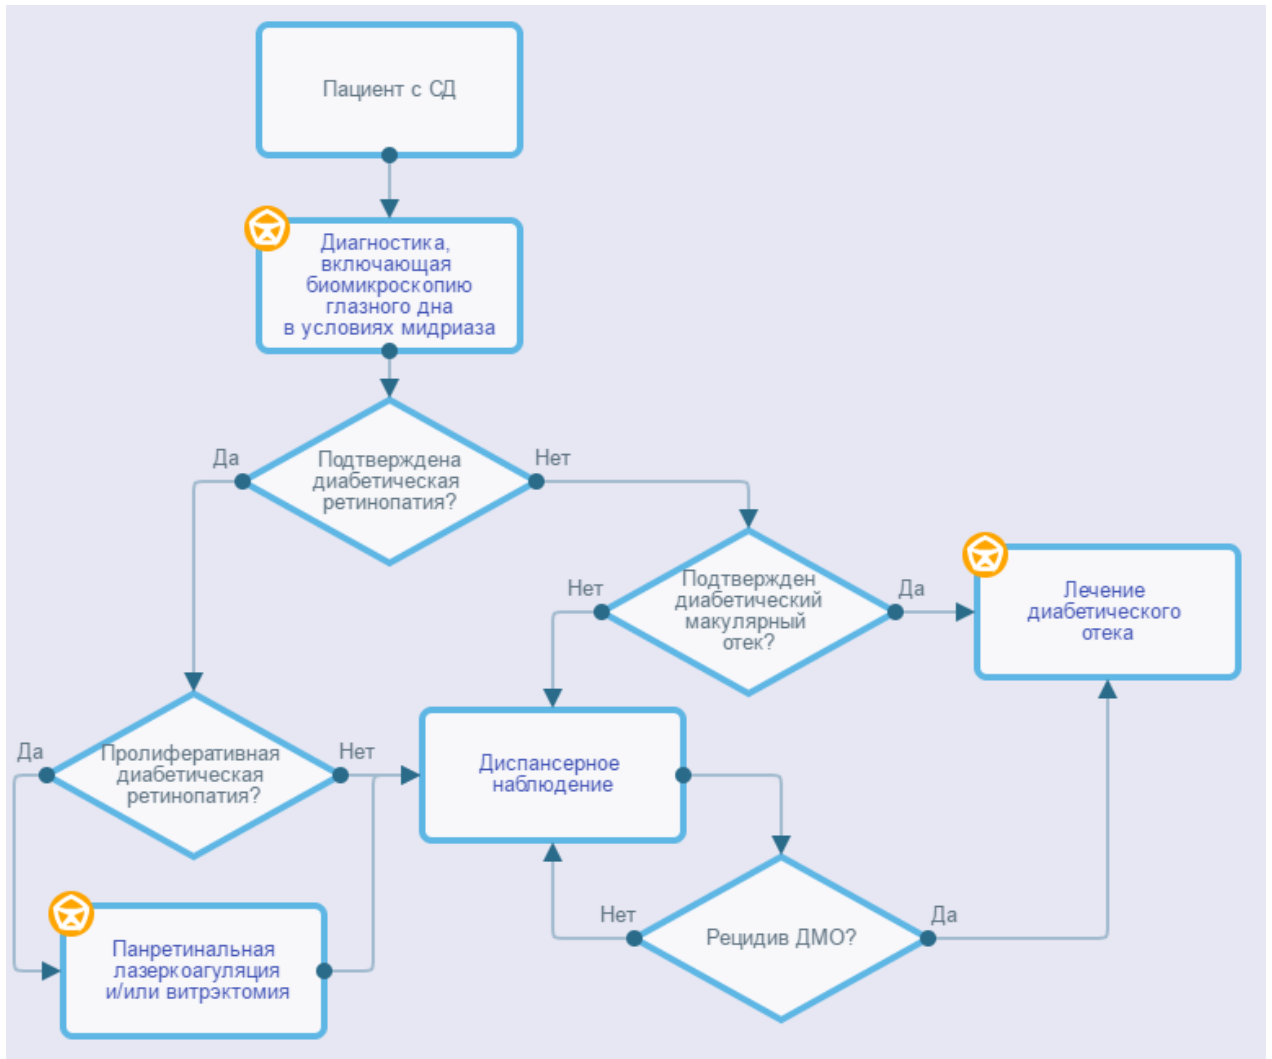 Пациент с СД
Диагностика,
включающая
биомикроскопию
глазного дна
в условиях мидриаза
Да
Подтверждена
диабетическая
ретинопатия?
Нет
Нет
Подтвержден
диабетический
макулярный
отек?
Да
Лечение
диабетического
отека
Да
Пролиферативная
диабетическая
ретинопатия?
Нет
Диспансерное
наблюдение
Нет
Рецидив ДМО?
Да
Панретинальная
лазеркоагуляция
и/или витрэктомия